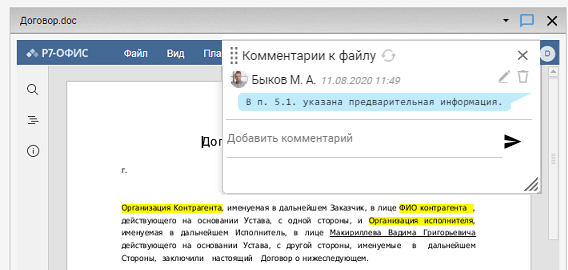 Договор.doc
Р7-ОФИС Файл Вид Пла
Комментарии к файлу
D
Быков М. А. 11.08.2020 11:49
В п. 5.1. указана предварительная информация.
Добавить комментарий
Дог
г.
Организация Контрагента, именуемая в дальнейшем Заказчик, в лице ФИО контрагента ,
действующего на основании Устава, с одной стороны, и Организация исполнителя,
именуемая в дальнейшем Исполнитель, в лице Макириллева Вадима Григорьевича
действующего на основании Устава, с другой стороны, именуемые в дальнейшем
Стороны, заключили настоящий Договор о нижеследующем.